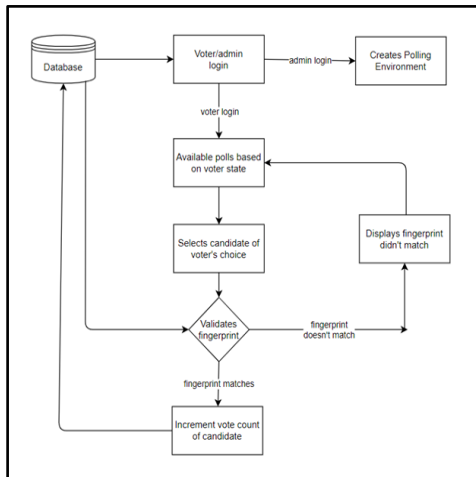 Database
Voter/admin
login
admin login
Creates Polling
Environment
voter login
Available polls based
on voter state
Selects candidate of
voter's choice
Displays fingerprint
didn't match
Validates
fingerprint
fingerprint
doesn't match
fingerprint matches
Increment vote count
of candidate